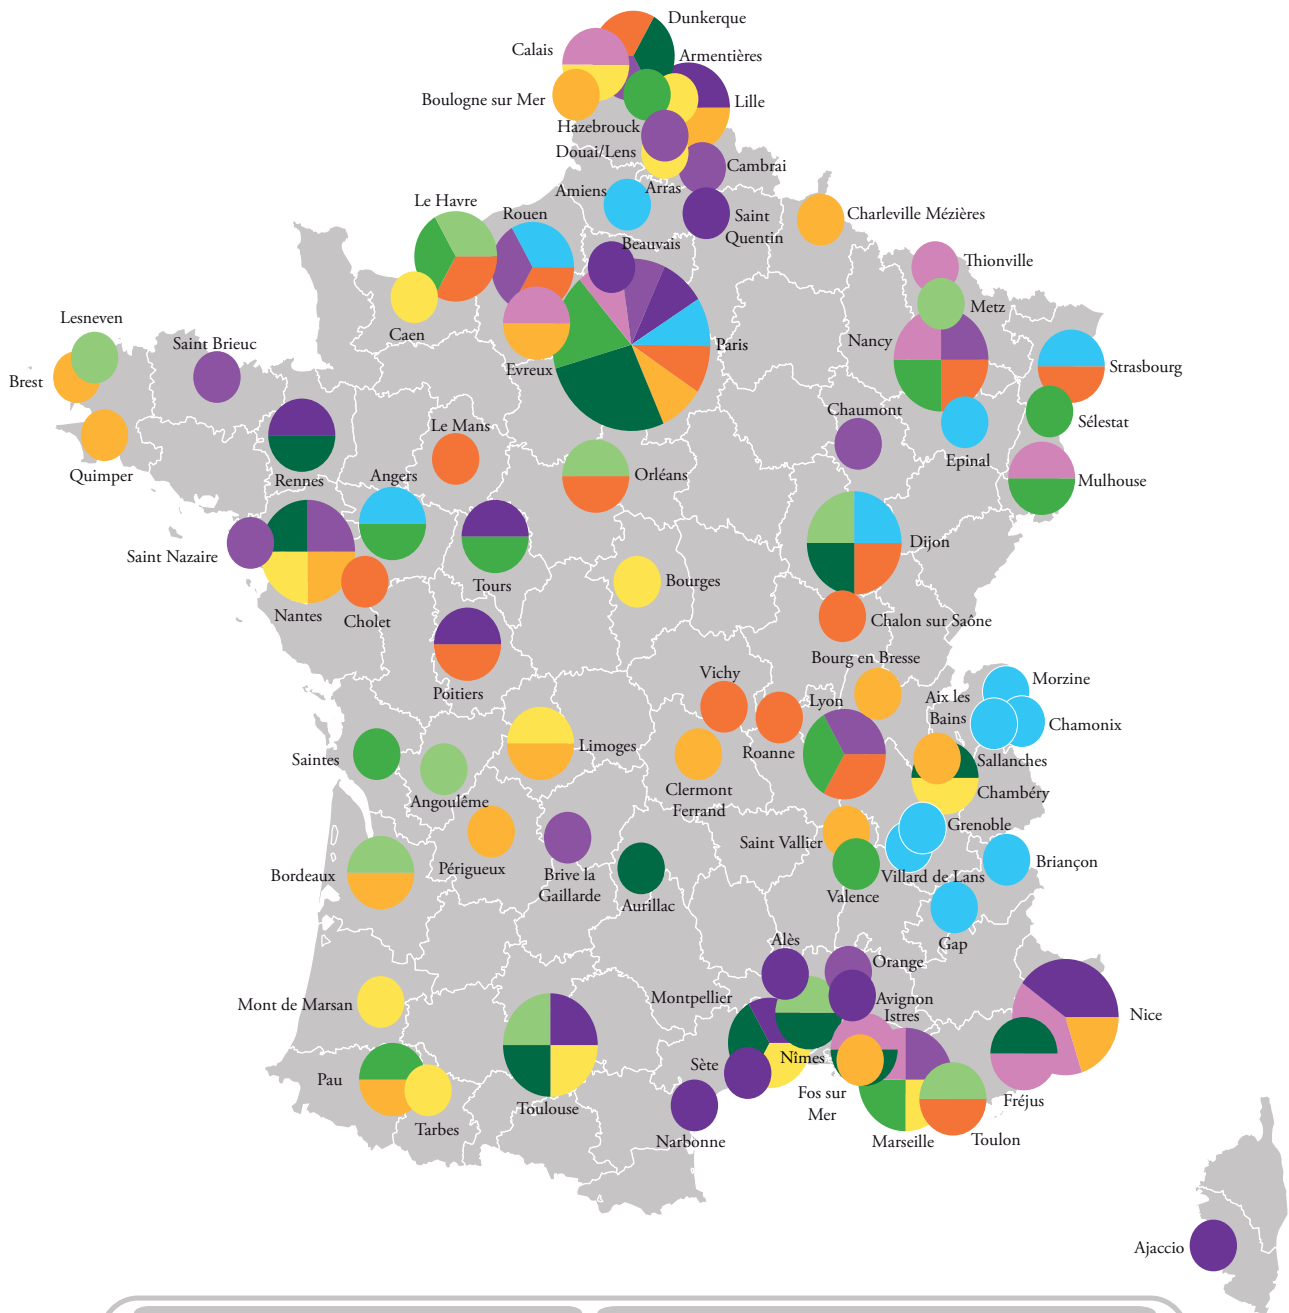 Dunkerque
Calais
Armentières
Boulogne sur Mer
Lille
Hazebrouck
Douai/Lens
Cambrai
Amiens
Arras
Le Havre
Rouen
Saint
Quentin
Charleville Mézières
Beauvais
Thionville
Metz
Lesneven
Caen
Saint Brieuc
Nancy
Paris
Evreux
Strasbourg
Brest
Chaumont
Sélestat
Le Mans
Epinal
Quimper
Rennes
Angers
Orléans
Mulhouse
Dijon
Saint Nazaire
Tours
Bourges
Nantes
Cholet
Chalon sur Saône
Bourg en Bresse
Vichy
Morzine
Poitiers
Lyon
Aix les
Bains
Chamonix
Limoges
Roanne
Saintes
Sallanches
Clermont
Ferrand
Chambéry
Angoulême
Grenoble
Saint Vallier
Briançon
Périgueux
Bordeaux
Brive la
Gaillarde
Villard de Lans
Valence
Aurillac
Alès
Gap
Orange
Montpellier
Avignon
Mont de Marsan
Istres
Nice
Nîmes
Sète
Pau
Fos sur
Mer
Fréjus
Toulouse
Tarbes
Narbonne
Marseille
Toulon
Ajaccio